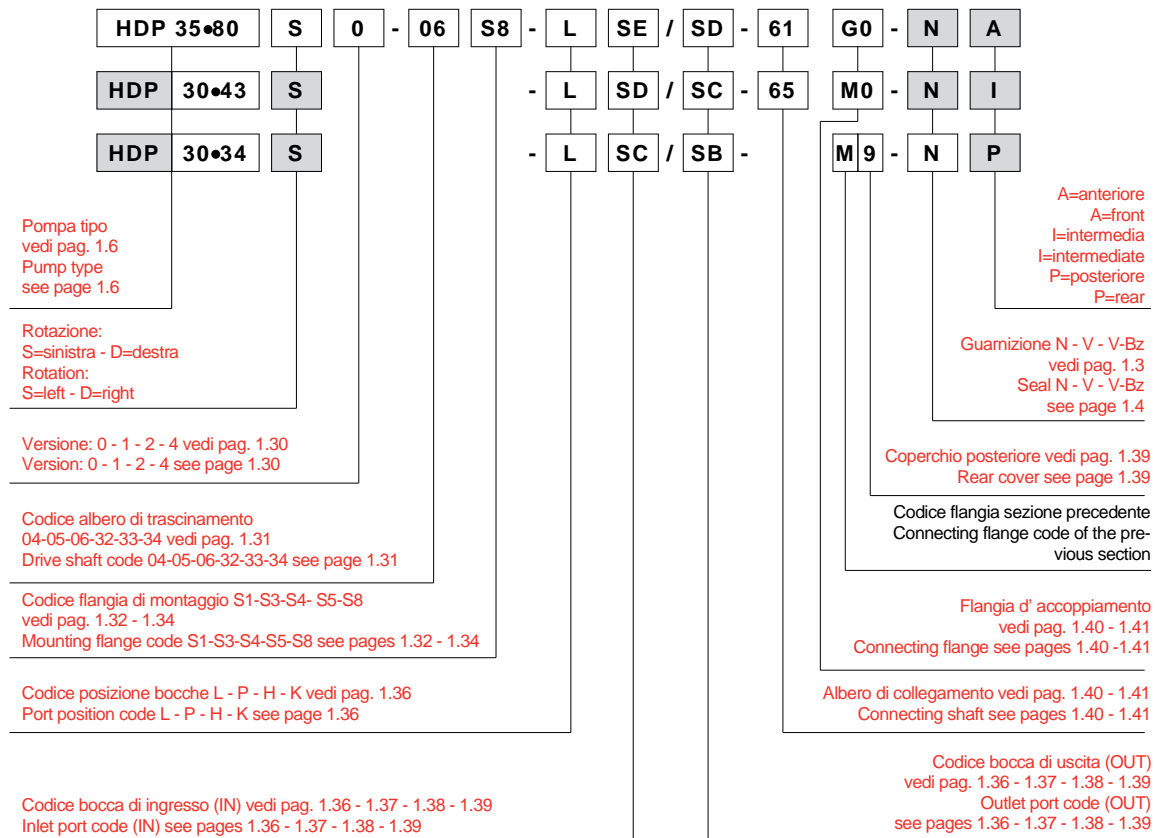 HDP 35•80 S 0 - 06 S8 - L SE / SD - 61 G0 - N A
HDP 30•43 S - L SD / SC - 65 M0 - N I
HDP 30•34 S - L SC / SB - M 9 - N P
Pompa tipo
vedi pag. 1.6
Pump type
see page 1.6
Rotazione:
S=sinistra - D=destra
Rotation:
S=left - D=right
Versione: 0 - 1 - 2 - 4 vedi pag. 1.30
Version: 0 - 1 - 2 - 4 see page 1.30
Codice albero di trascinamento
04-05-06-32-33-34 vedi pag. 1.31
Drive shaft code 04-05-06-32-33-34 see page 1.31
Codice flangia di montaggio S1-S3-S4- S5-S8
vedi pag. 1.32 - 1.34
Mounting flange code S1-S3-S4-S5-S8 see pages 1.32 - 1.34
Codice posizione bocche L - P - H - K vedi pag. 1.36
Port position code L - P - H - K see page 1.36
Codice bocca di ingresso (IN) vedi pag. 1.36 - 1.37 - 1.38 - 1.39
Inlet port code (IN) see pages 1.36 - 1.37 - 1.38 - 1.39
A=anteriore
A=front
I=intermedia
I=intermediate
P=posteriore
P=rear
Guarnizione N - V - V-Bz
vedi pag. 1.3
Seal N - V - V-Bz
see page 1.4
Coperchio posteriore vedi pag. 1.39
Rear cover see page 1.39
Codice flangia sezione precedente
Connecting flange code of the pre-
vious section
Flangia d' accoppiamento
vedi pag. 1.40 - 1.41
Connecting flange see pages 1.40 -1.41
Albero di collegamento vedi pag. 1.40 - 1.41
Connecting shaft see pages 1.40 - 1.41
Codice bocca di uscita (OUT)
vedi pag. 1.36 - 1.37 - 1.38 - 1.39
Outlet port code (OUT)
see pages 1.36 - 1.37 - 1.38 - 1.39